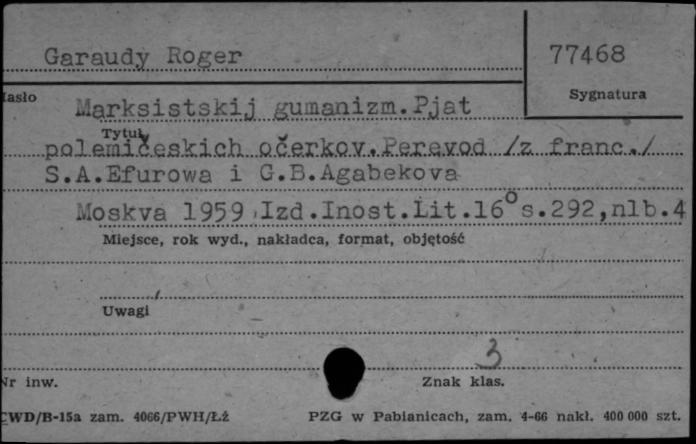 Garaudy Roger
77468
Hasło
Sygnatura
Marksistskij gumanizm.Pjat
Tytuł
polemičeskich očerkov.Perevod /z franc./
S.A.Efurowa i G.B.Agabekova
Moskva 1959 Izd.Inost.Lit.16° s.292,nlb.4
Miejsce, rok wyd., nakładca, format, objętość
Uwagi
3
Nr inw.
Znak klas.
CWD/B-15a zam. 4066/PWH/Łż
PZG w Pabianicach, zam. 4-66 nakł. 400 000 szt.